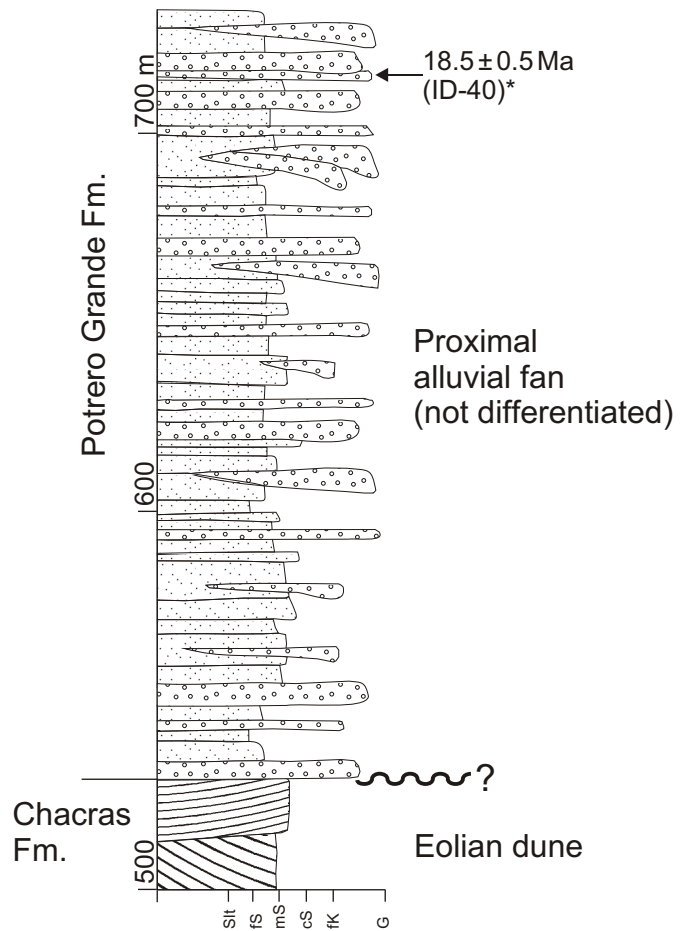 18.5 ± 0.5 Ma
(ID-40)*
700 m
Potrero Grande Fm.
Proximal
alluvial fan
(not differentiated)
600
?
Chacras
Fm.
Eolian dune
500
Slt
fS
mS
cS
fK
G